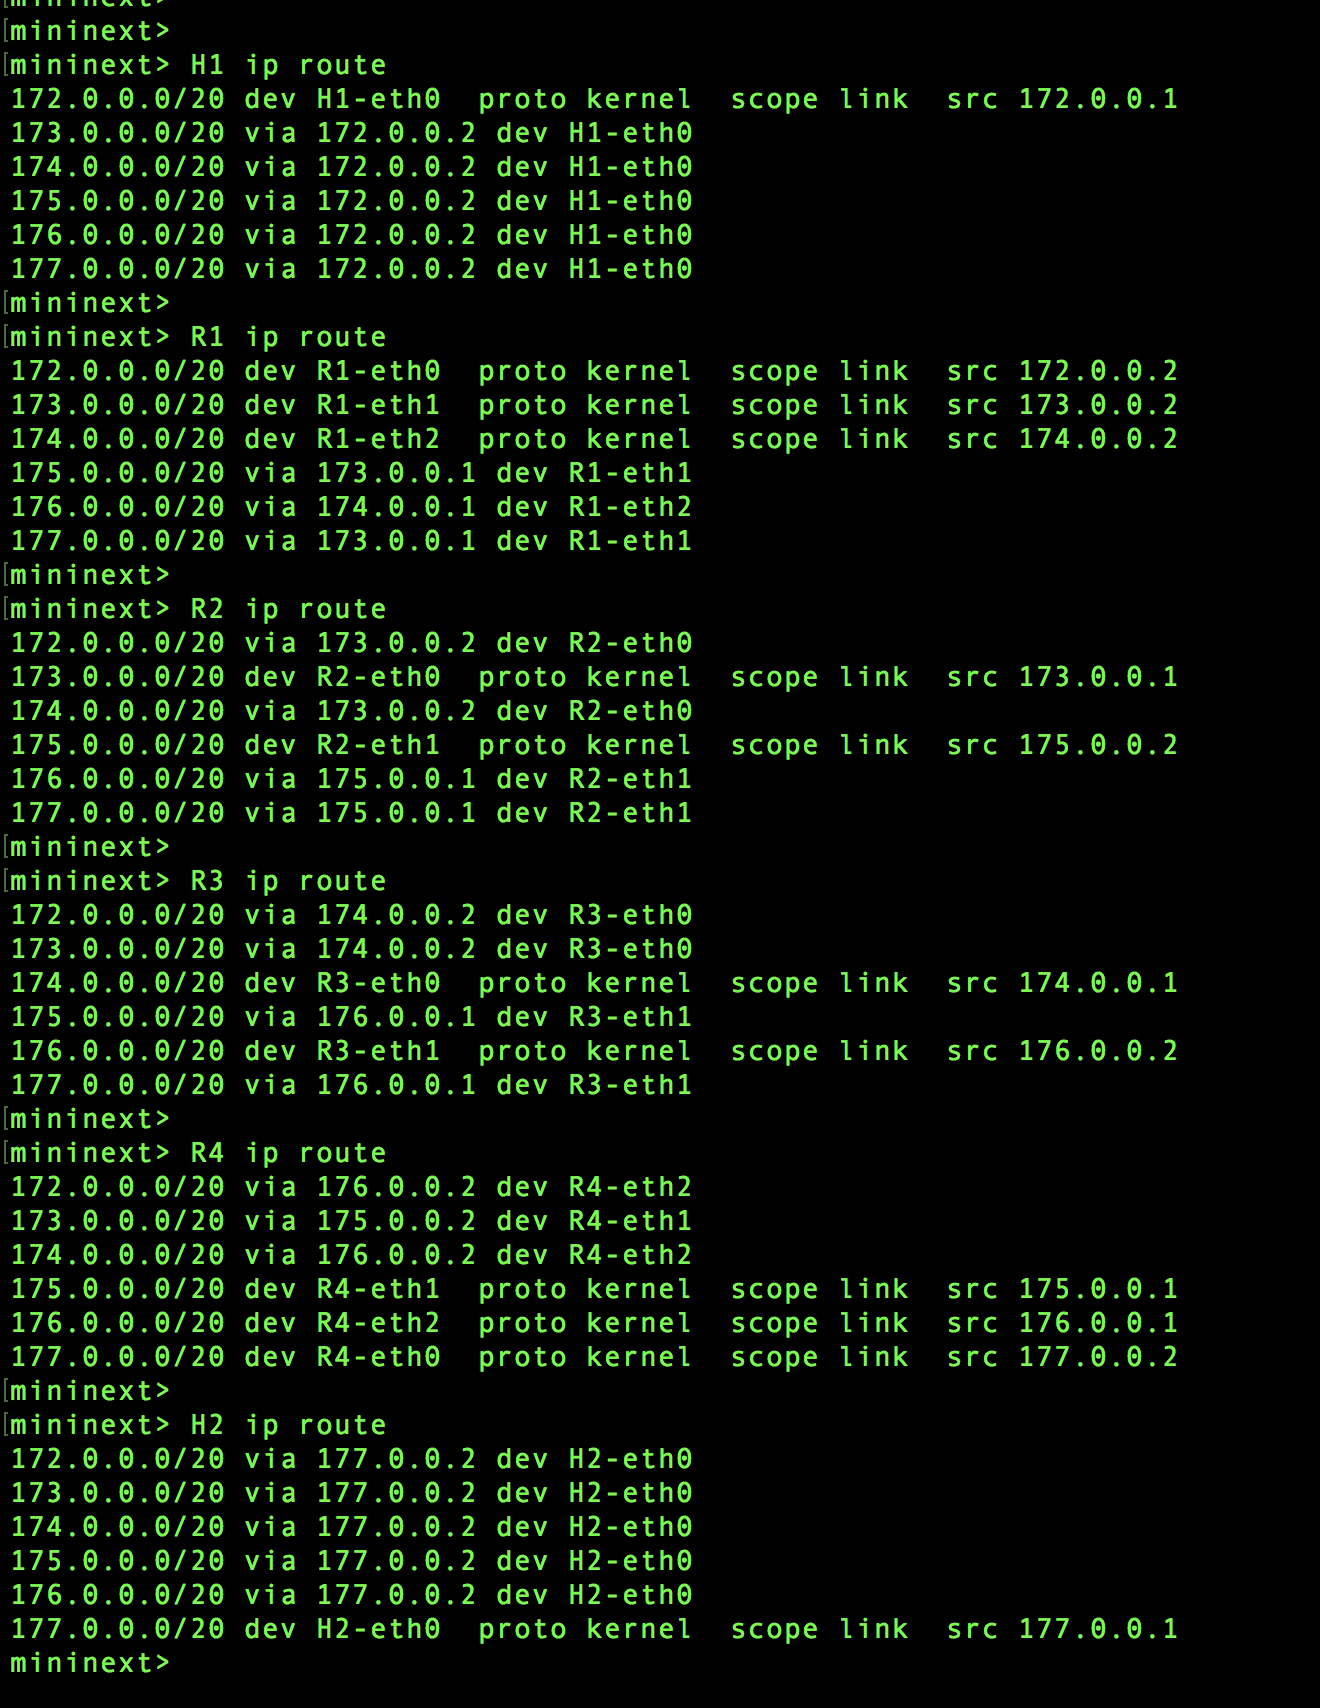 [mininext>
[mininext>
[mininext> H1 ip route
172.0.0.0/20 dev H1-eth0  proto kernel  scope link  src 172.0.0.1
173.0.0.0/20 via 172.0.0.2 dev H1-eth0
174.0.0.0/20 via 172.0.0.2 dev H1-eth0
175.0.0.0/20 via 172.0.0.2 dev H1-eth0
176.0.0.0/20 via 172.0.0.2 dev H1-eth0
177.0.0.0/20 via 172.0.0.2 dev H1-eth0
[mininext>
[mininext> R1 ip route
172.0.0.0/20 dev R1-eth0  proto kernel  scope link  src 172.0.0.2
173.0.0.0/20 dev R1-eth1  proto kernel  scope link  src 173.0.0.2
174.0.0.0/20 dev R1-eth2  proto kernel  scope link  src 174.0.0.2
175.0.0.0/20 via 173.0.0.1 dev R1-eth1
176.0.0.0/20 via 174.0.0.1 dev R1-eth2
177.0.0.0/20 via 173.0.0.1 dev R1-eth1
[mininext>
[mininext> R2 ip route
172.0.0.0/20 via 173.0.0.2 dev R2-eth0
173.0.0.0/20 dev R2-eth0  proto kernel  scope link  src 173.0.0.1
174.0.0.0/20 via 173.0.0.2 dev R2-eth0
175.0.0.0/20 dev R2-eth1  proto kernel  scope link  src 175.0.0.2
176.0.0.0/20 via 175.0.0.1 dev R2-eth1
177.0.0.0/20 via 175.0.0.1 dev R2-eth1
[mininext>
[mininext> R3 ip route
172.0.0.0/20 via 174.0.0.2 dev R3-eth0
173.0.0.0/20 via 174.0.0.2 dev R3-eth0
174.0.0.0/20 dev R3-eth0  proto kernel  scope link  src 174.0.0.1
175.0.0.0/20 via 176.0.0.1 dev R3-eth1
176.0.0.0/20 dev R3-eth1  proto kernel  scope link  src 176.0.0.2
177.0.0.0/20 via 176.0.0.1 dev R3-eth1
[mininext>
[mininext> R4 ip route
172.0.0.0/20 via 176.0.0.2 dev R4-eth2
173.0.0.0/20 via 175.0.0.2 dev R4-eth1
174.0.0.0/20 via 176.0.0.2 dev R4-eth2
175.0.0.0/20 dev R4-eth1  proto kernel  scope link  src 175.0.0.1
176.0.0.0/20 dev R4-eth2  proto kernel  scope link  src 176.0.0.1
177.0.0.0/20 dev R4-eth0  proto kernel  scope link  src 177.0.0.2
[mininext>
[mininext> H2 ip route
172.0.0.0/20 via 177.0.0.2 dev H2-eth0
173.0.0.0/20 via 177.0.0.2 dev H2-eth0
174.0.0.0/20 via 177.0.0.2 dev H2-eth0
175.0.0.0/20 via 177.0.0.2 dev H2-eth0
176.0.0.0/20 via 177.0.0.2 dev H2-eth0
177.0.0.0/20 dev H2-eth0  proto kernel  scope link  src 177.0.0.1
mininext>